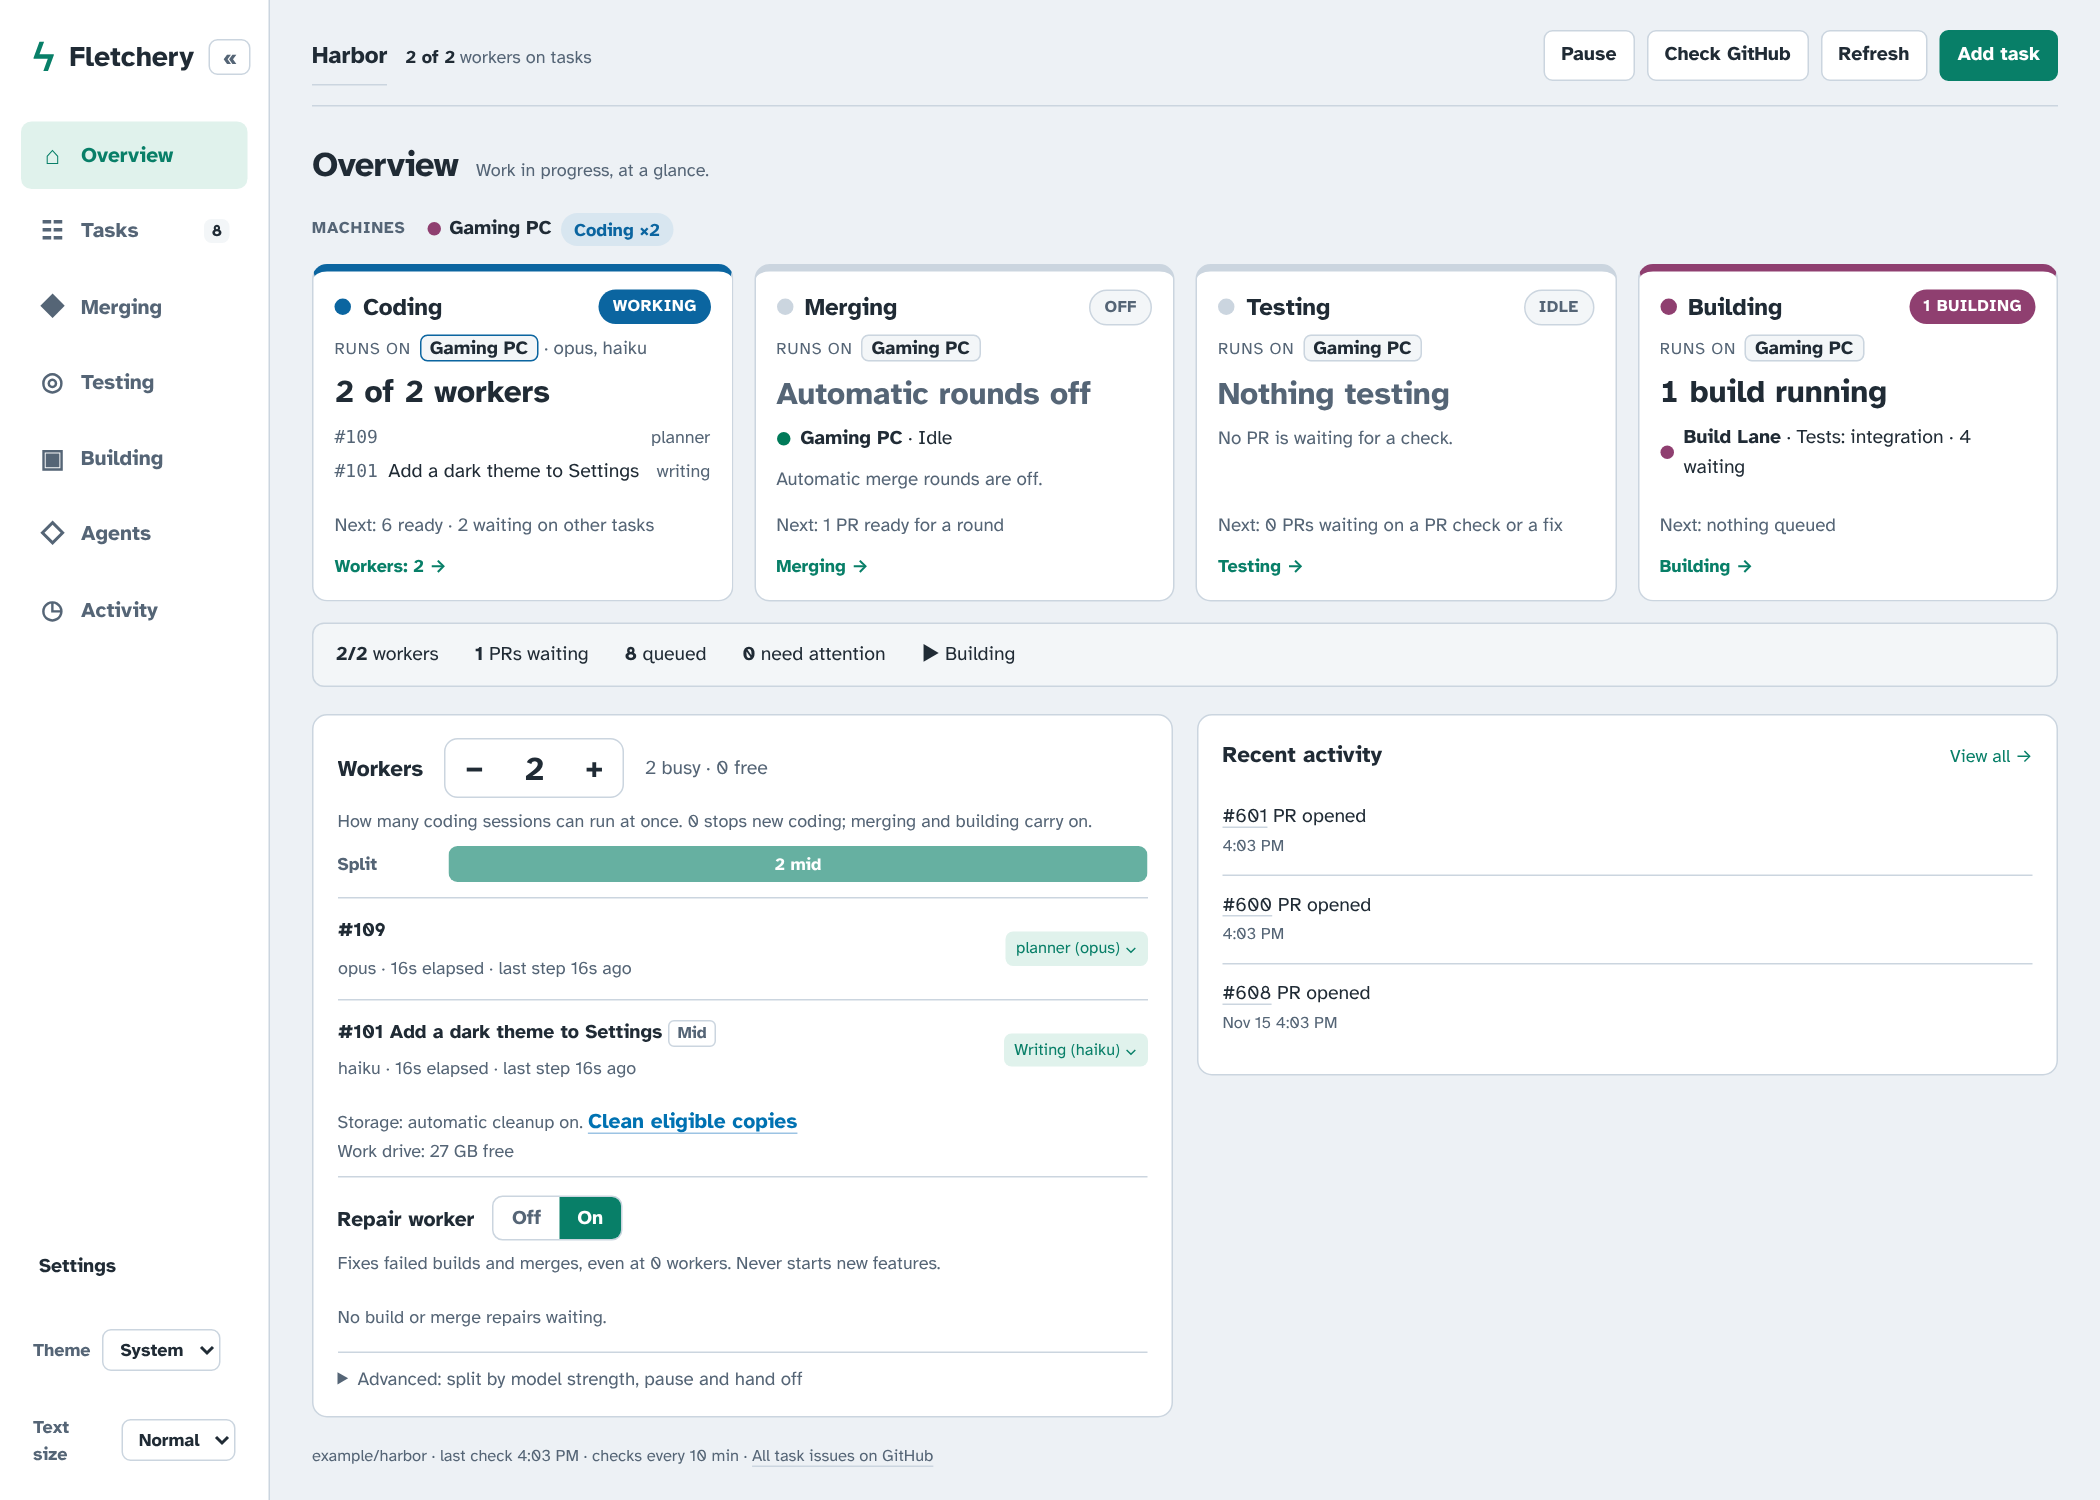 Fletchery «
Overview
Tasks 8
Merging
Testing
Building
Agents
Activity
Settings
Theme System
Text size Normal
Harbor 2 of 2 workers on tasks
Pause Check GitHub Refresh Add task
Overview Work in progress, at a glance.
MACHINES Gaming PC Coding ×2
Coding WORKING
RUNS ON Gaming PC · opus, haiku
2 of 2 workers
#109 planner
#101 Add a dark theme to Settings writing
Next: 6 ready · 2 waiting on other tasks
Workers: 2 →
Merging OFF
RUNS ON Gaming PC
Automatic rounds off
Gaming PC · Idle
Automatic merge rounds are off.
Next: 1 PR ready for a round
Merging →
Testing IDLE
RUNS ON Gaming PC
Nothing testing
No PR is waiting for a check.
Next: 0 PRs waiting on a PR check or a fix
Testing →
Building 1 BUILDING
RUNS ON Gaming PC
1 build running
Build Lane · Tests: integration · 4
waiting
Next: nothing queued
Building →
2/2 workers 1 PRs waiting 8 queued 0 need attention ▶ Building
Workers − 2 + 2 busy · 0 free
How many coding sessions can run at once. 0 stops new coding; merging and building carry on.
Split 2 mid
#109
opus · 16s elapsed · last step 16s ago
planner (opus)
#101 Add a dark theme to Settings Mid
haiku · 16s elapsed · last step 16s ago
Writing (haiku)
Storage: automatic cleanup on. Clean eligible copies
Work drive: 27 GB free
Repair worker Off On
Fixes failed builds and merges, even at 0 workers. Never starts new features.
No build or merge repairs waiting.
▶ Advanced: split by model strength, pause and hand off
Recent activity View all →
#601 PR opened
4:03 PM
#600 PR opened
4:03 PM
#608 PR opened
Nov 15 4:03 PM
example/harbor · last check 4:03 PM · checks every 10 min · All task issues on GitHub